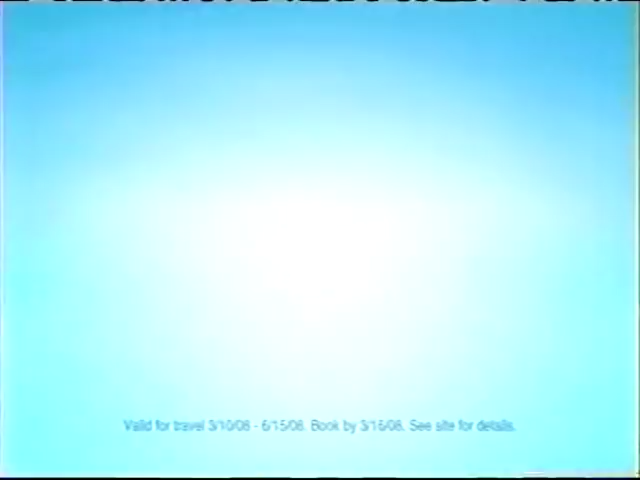 Valid for travel 3/10/08 - 6/15/08. Book by 3/16/08. See site for details.